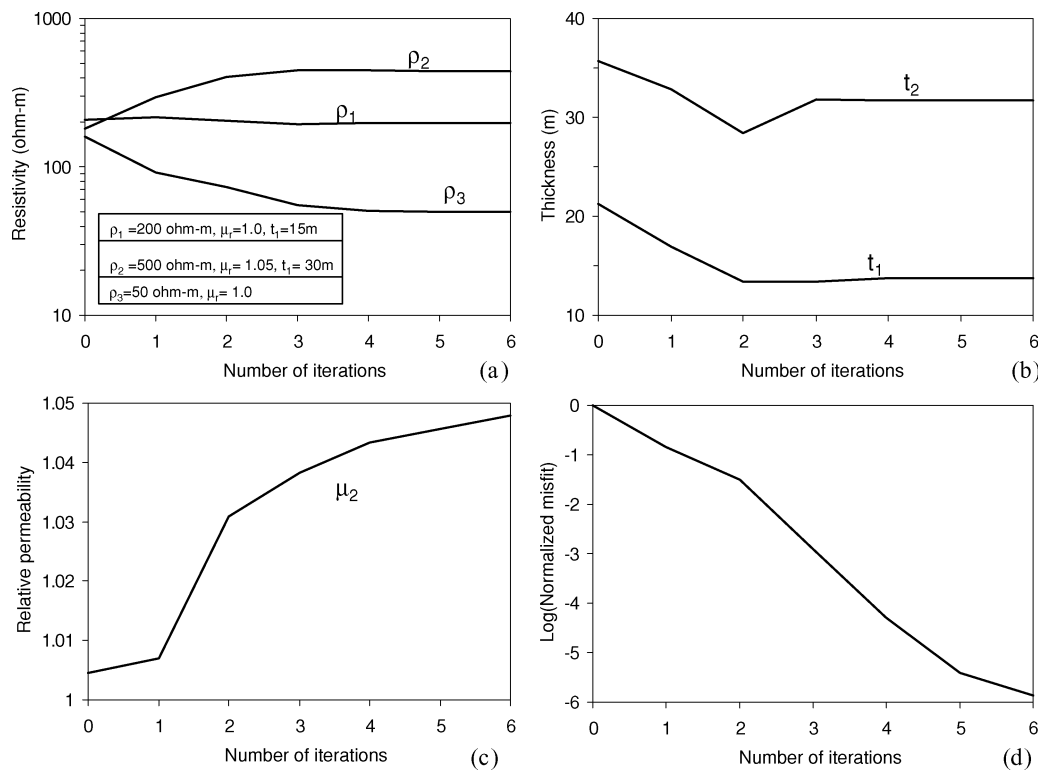 1000
100
10
Resistivity (ohm-m)
ρ2
ρ1
ρ3
ρ1 =200 ohm-m, μr=1.0, t1=15m
ρ2 =500 ohm-m, μr= 1.05, t1= 30m
ρ3=50 ohm-m, μr= 1.0
0 1 2 3 4 5 6
Number of iterations
(a)
40
30
20
10
Thickness (m)
t2
t1
0 1 2 3 4 5 6
Number of iterations
(b)
1.05
1.04
1.03
1.02
1.01
1
Relative permeability
μ2
0 1 2 3 4 5 6
Number of iterations
(c)
0
-1
-2
-3
-4
-5
-6
Log(Normalized misfit)
0 1 2 3 4 5 6
Number of iterations
(d)